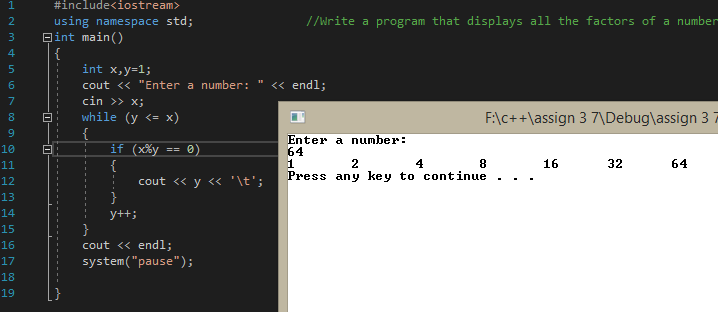 1 #include<iostream>
2 using namespace std; //Write a program that displays all the factors of a number
3 int main()
4 {
5 int x,y=1;
6 cout << "Enter a number: " << endl;
7 cin >> x;
8 while (y <= x)
9 {
10 if (x%y == 0)
11 {
12 cout << y << '\t';
13 }
14 y++;
15 }
16 cout << endl;
17 system("pause");
18
19 }
F:\c++\assign 3 7\Debug\assign 3 7
Enter a number:
64
1 2 4 8 16 32 64
Press any key to continue . . .